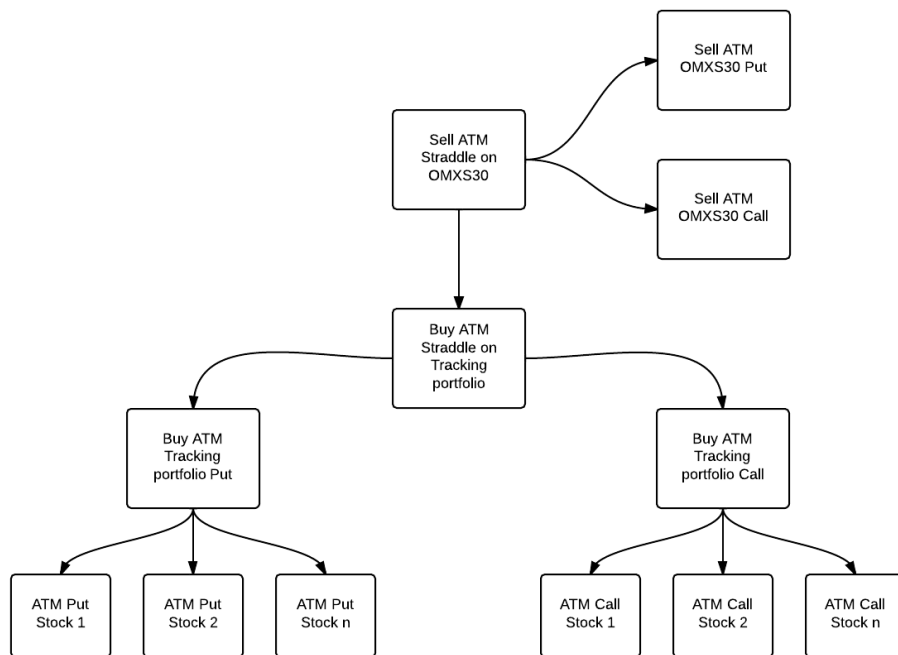 Sell ATM
OMXS30 Put
Sell ATM
Straddle on
OMXS30
Sell ATM
OMXS30 Call
Buy ATM
Straddle on
Tracking
portfolio
Buy ATM
Tracking
portfolio Put
Buy ATM
Tracking
portfolio Call
ATM Put
Stock 1
ATM Put
Stock 2
ATM Put
Stock n
ATM Call
Stock 1
ATM Call
Stock 2
ATM Call
Stock n